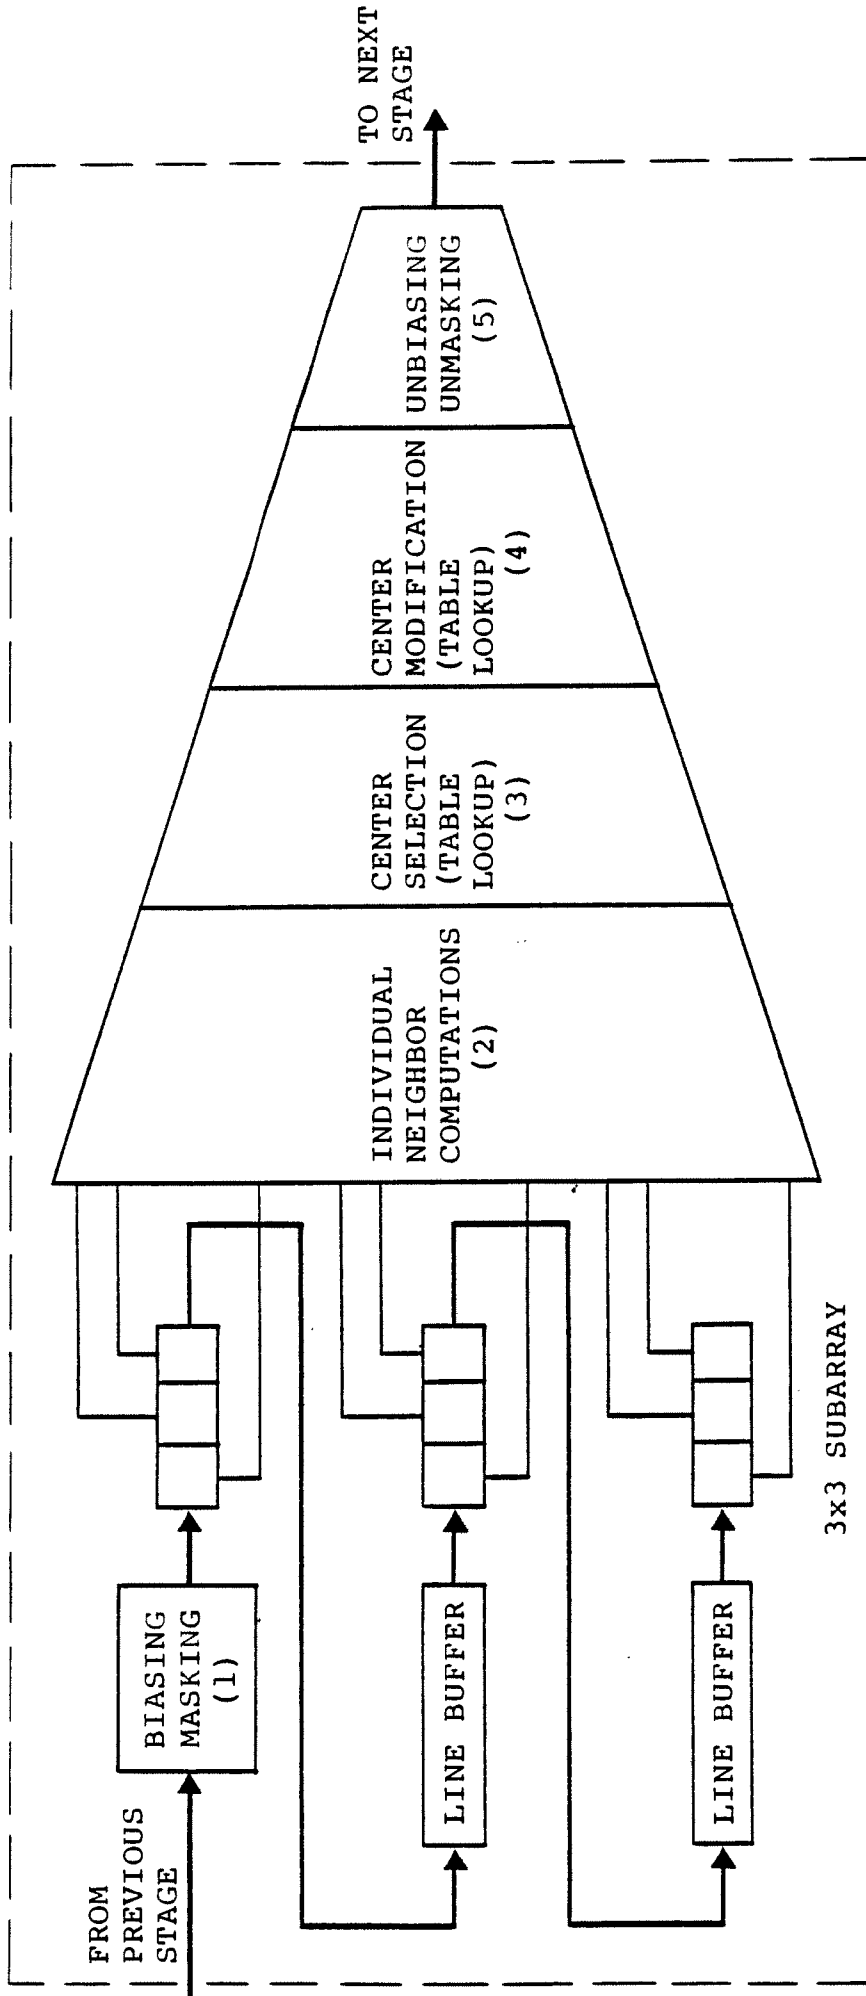 FROM
PREVIOUS
STAGE
BIASING
MASKING
(1)
LINE BUFFER
LINE BUFFER
3x3 SUBARRAY
INDIVIDUAL
NEIGHBOR
COMPUTATIONS
(2)
CENTER
SELECTION
(TABLE
LOOKUP)
(3)
CENTER
MODIFICATION
(TABLE
LOOKUP)
(4)
UNBIASING
UNMASKING
(5)
TO NEXT
STAGE